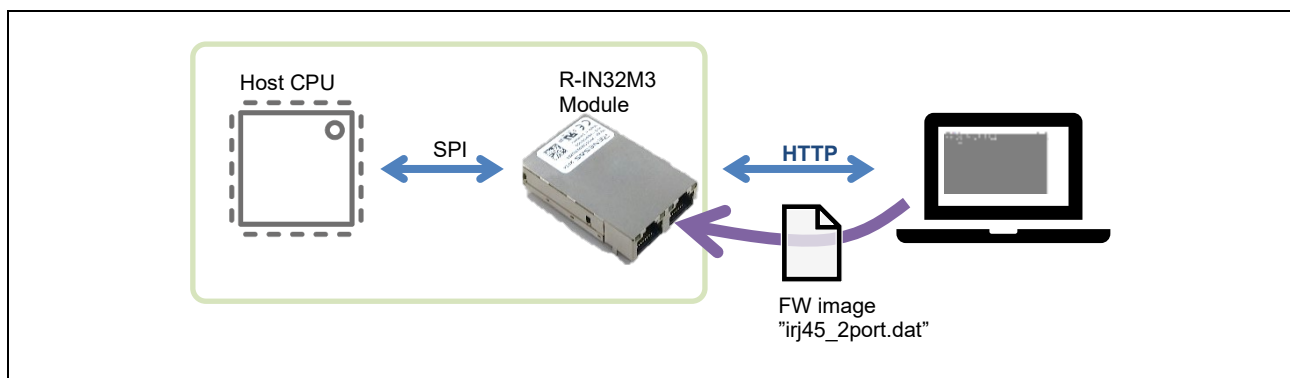 Host CPU
R-IN32M3
Module
SPI
HTTP
FW image
”irj45_2port.dat”